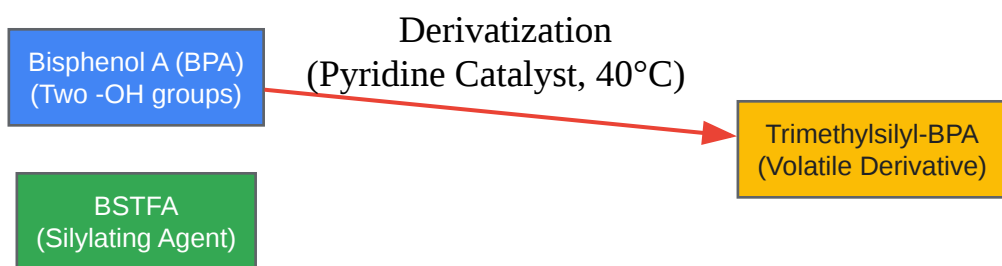 Derivatization
(Pyridine Catalyst, 40°C)
Bisphenol A (BPA)
(Two -OH groups)
Trimethylsilyl-BPA
(Volatile Derivative)
BSTFA
(Silylating Agent)